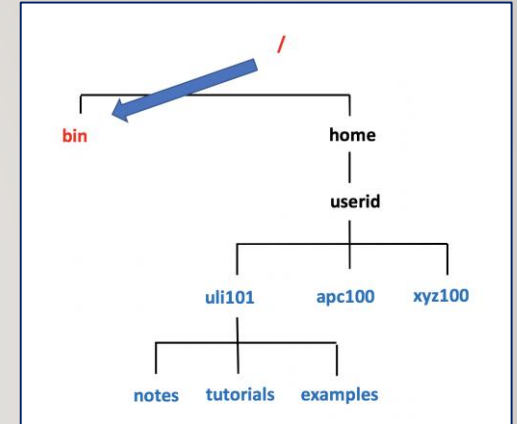 /
bin home
userid
uli101 apc100 xyz100
notes tutorials examples